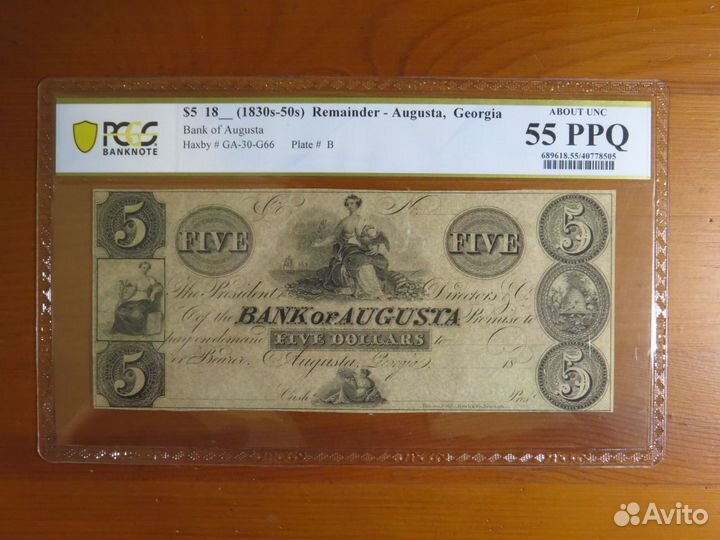 $5 18__ (1830s-50s) Remainder - Augusta, Georgia
Bank of Augusta
Haxby # GA-30-G66 Plate # B
PCGS
BANKNOTE
ABOUT UNC
55 PPQ
689618.55/40778505
5 No. 5
FIVE FIVE
The President Directors & Co
of the BANK of AUGUSTA Promise to
pay on demand FIVE DOLLARS to
or Bearer. Augusta, Georgia 18
5 5
Cash Pres
Avito